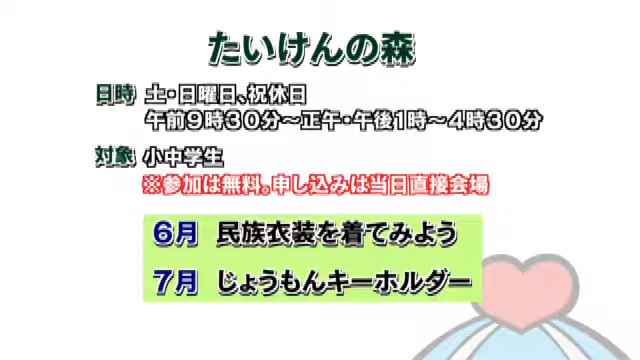 たいけんの森
日時 土・日曜日、祝休日
午前9時30分～正午・午後1時～4時30分
対象 小中学生
※参加は無料。申し込みは当日直接会場
6月 民族衣装を着てみよう
7月 じょうもんキーホルダー